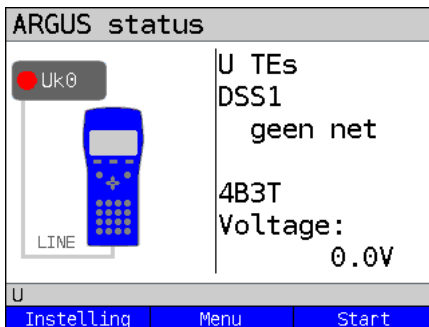 ARGUS status
Uk0
U TEs
DSS1
geen net
4B3T
Voltage:
0.0V
LINE
U
Instelling Menu Start